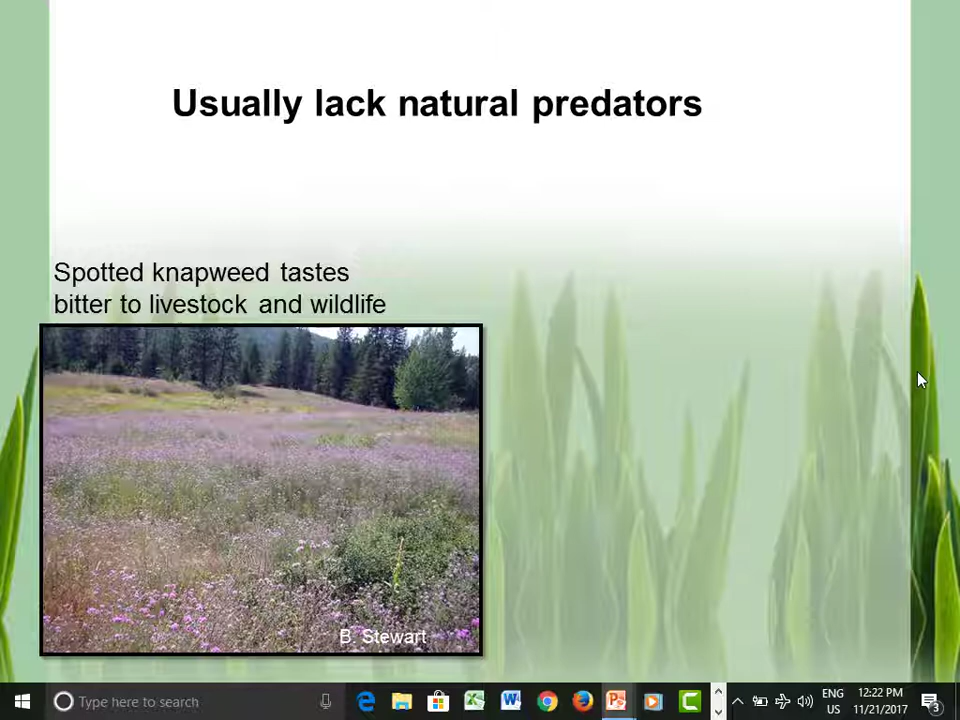 Usually lack natural predators
Spotted knapweed tastes
bitter to livestock and wildlife
B. Stewart
Type here to search
ENG
US
12:22 PM
11/21/2017
3